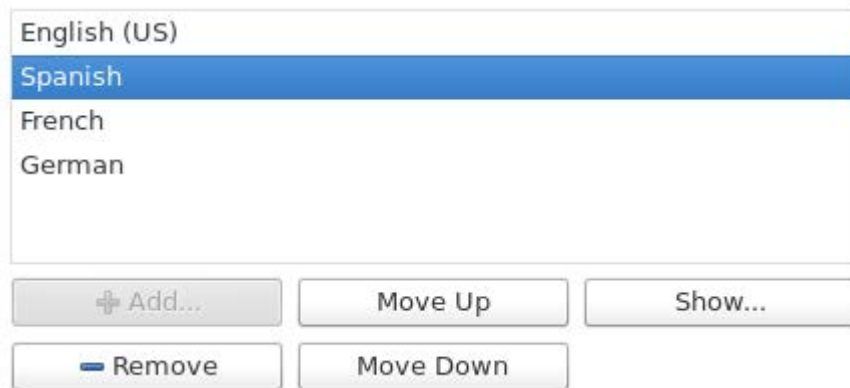 English (US)
Spanish
French
German
Add...
Move Up
Show...
Remove
Move Down